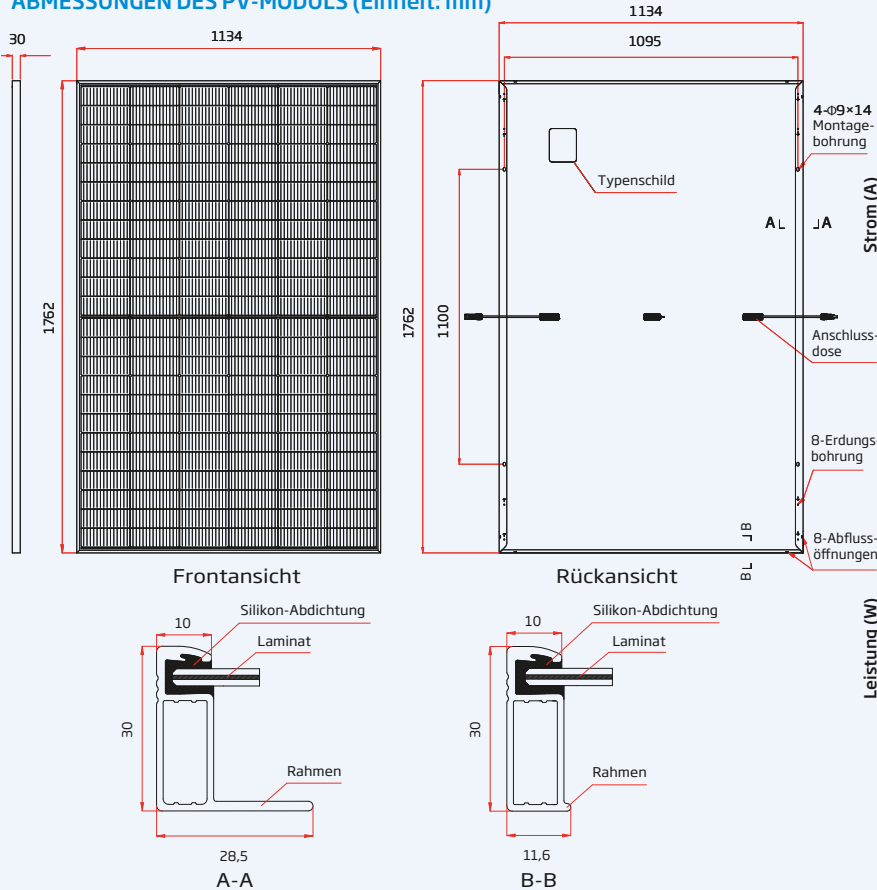 ABMESSUNGEN DES PV-MODULS (Einheit: mm)
30
1134
1762
Frontansicht
1134
1095
4-Φ9×14
Montage-
bohrung
Typenschild
A
A
1762
1100
Anschluss-
dose
8-Erdungs-
bohrung
8-Abfluss-
öffnungen
B
B
Rückansicht
Strom (A)
Leistung (W)
10
Silikon-Abdichtung
Laminat
30
Rahmen
28,5
A-A
10
Silikon-Abdichtung
Laminat
30
Rahmen
11,6
B-B